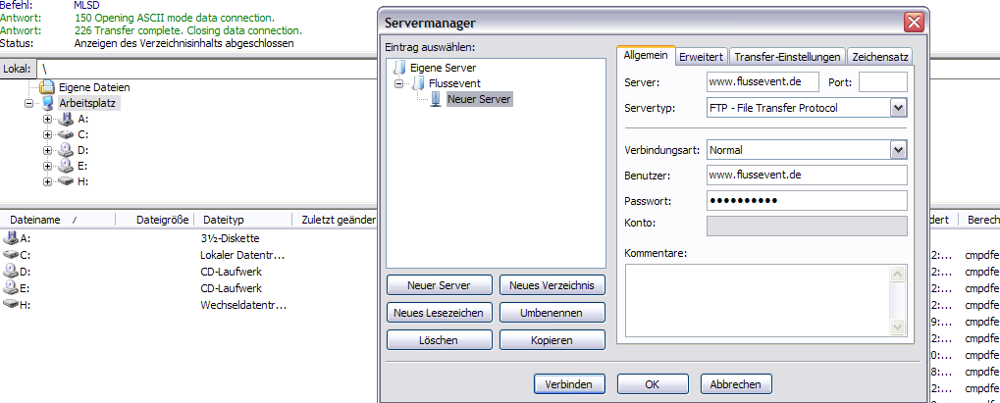 Befehl: MLSD
Antwort: 150 Opening ASCII mode data connection.
Antwort: 226 Transfer complete. Closing data connection.
Status: Anzeigen des Verzeichnisinhalts abgeschlossen
Lokal: \
Eigene Dateien
Arbeitsplatz
A:
C:
D:
E:
H:
Dateiname / Dateigröße Dateityp Zuletzt geänder
A: 3½-Diskette
C: Lokaler Datentr...
D: CD-Laufwerk
E: CD-Laufwerk
H: Wechseldatentr...
Servermanager
Eintrag auswählen:
Eigene Server
Flussevent
Neuer Server
Neuer Server Neues Verzeichnis
Neues Lesezeichen Umbenennen
Löschen Kopieren
Allgemein Erweitert Transfer-Einstellungen Zeichensatz
Server: www.flussevent.de Port:
Servertyp: FTP - File Transfer Protocol
Verbindungsart: Normal
Benutzer: www.flussevent.de
Passwort: ●●●●●●●●●●
Konto:
Kommentare:
Verbinden OK Abbrechen
dert Berech
2:... cmpdfe
2:... cmpdfe
2:... cmpdfe
2:... cmpdfe
9:... cmpdfe
2:... cmpdfe
0:... cmpdfe
8:... cmpdfe
2:... cmpdfe